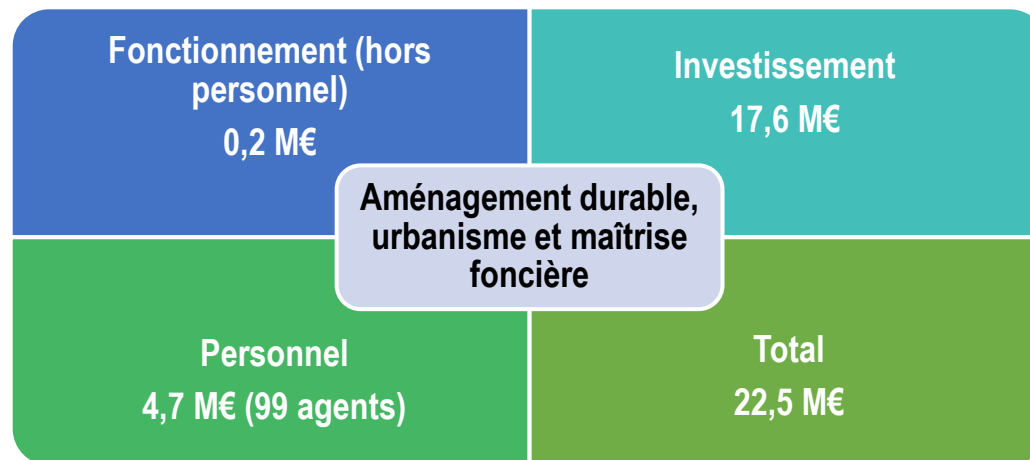 Fonctionnement (hors
personnel)
0,2 M€
Investissement
17,6 M€
Aménagement durable,
urbanisme et maîtrise
foncière
Personnel
4,7 M€ (99 agents)
Total
22,5 M€